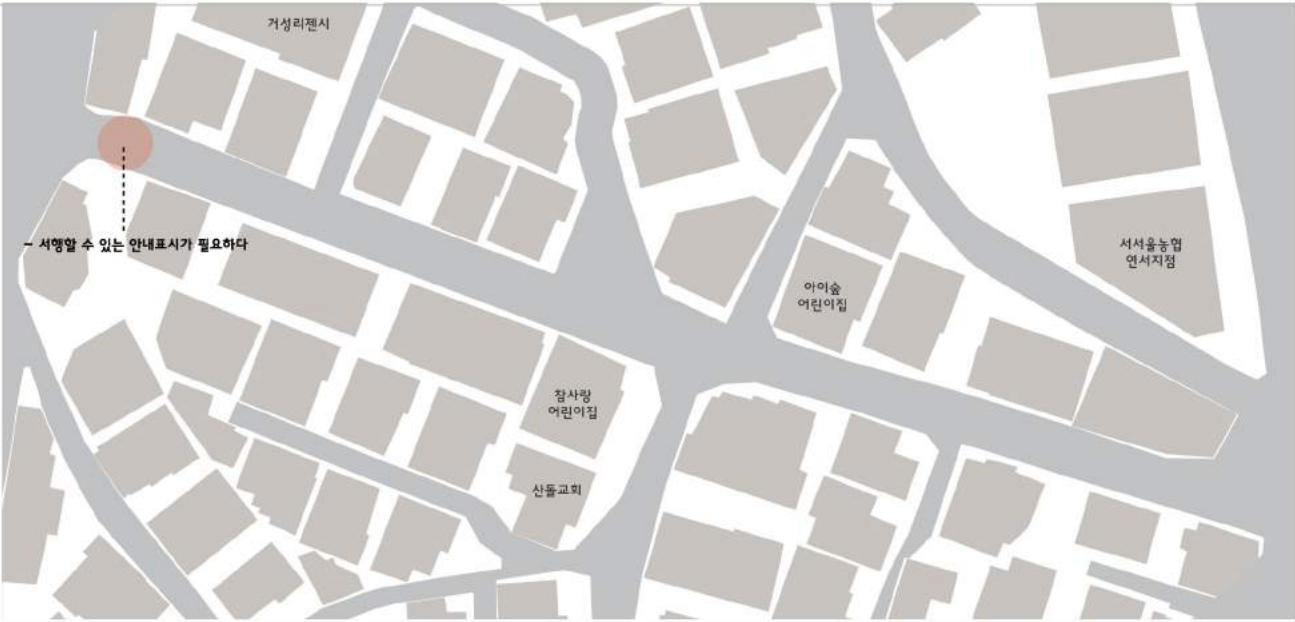 거성리젠시
- 서행할 수 있는 안내표시가 필요하다
서서울농협
연서지점
아이숲
어린이집
참사랑
어린이집
산돌교회